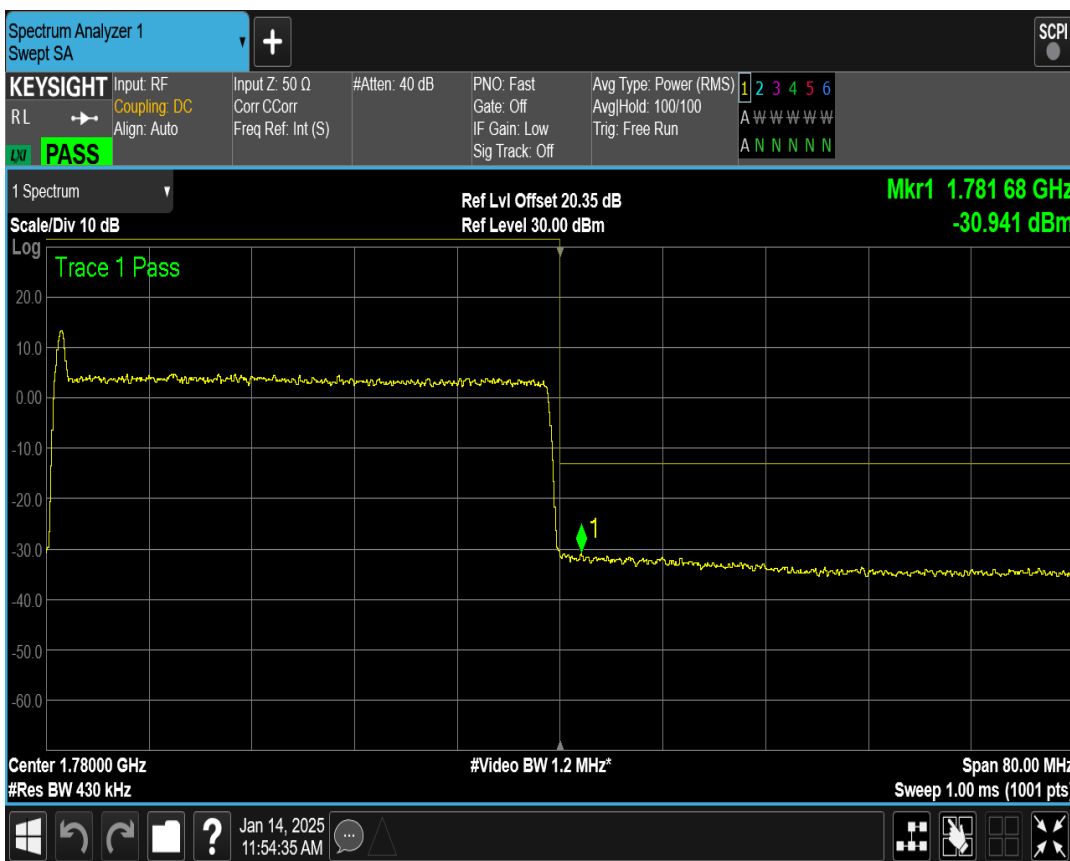 Spectrum Analyzer 1
Swept SA
+
SCPI
KEYSIGHT
RL
LXI
PASS
Input: RF
Coupling: DC
Align: Auto
Input Z: 50 Ω
Corr CCorr
Freq Ref: Int (S)
#Atten: 40 dB
PNO: Fast
Gate: Off
IF Gain: Low
Sig Track: Off
Avg Type: Power (RMS)
Avg|Hold: 100/100
Trig: Free Run
1 2 3 4 5 6
A W W W W W
A N N N N N
1 Spectrum
Scale/Div 10 dB
Ref Lvl Offset 20.35 dB
Ref Level 30.00 dBm
Mkr1 1.781 68 GHz
-30.941 dBm
Log
Trace 1 Pass
20.0
10.0
0.00
-10.0
-20.0
1
-30.0
-40.0
-50.0
-60.0
Center 1.78000 GHz
#Res BW 430 kHz
#Video BW 1.2 MHz*
Span 80.00 MHz
Sweep 1.00 ms (1001 pts)
?
Jan 14, 2025
11:54:35 AM